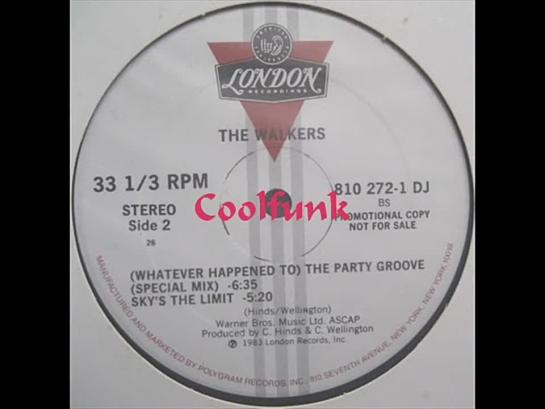 LONDON
RECORDINGS
THE WALKERS
33 1/3 RPM
810 272-1 DJ
BS
STEREO
Coolfunk
PROMOTIONAL COPY
Side 2
NOT FOR SALE
26
(WHATEVER HAPPENED TO) THE PARTY GROOVE
(SPECIAL MIX) -6:35
SKY'S THE LIMIT -5:20
(Hinds/Wellington)
Warner Bros. Music Ltd. ASCAP
Produced by C. Hinds & C. Wellington
℗ 1983 London Records, Inc.
MANUFACTURED AND MARKETED BY POLYGRAM RECORDS, INC., 810 SEVENTH AVENUE, NEW YORK, NEW YORK 10019